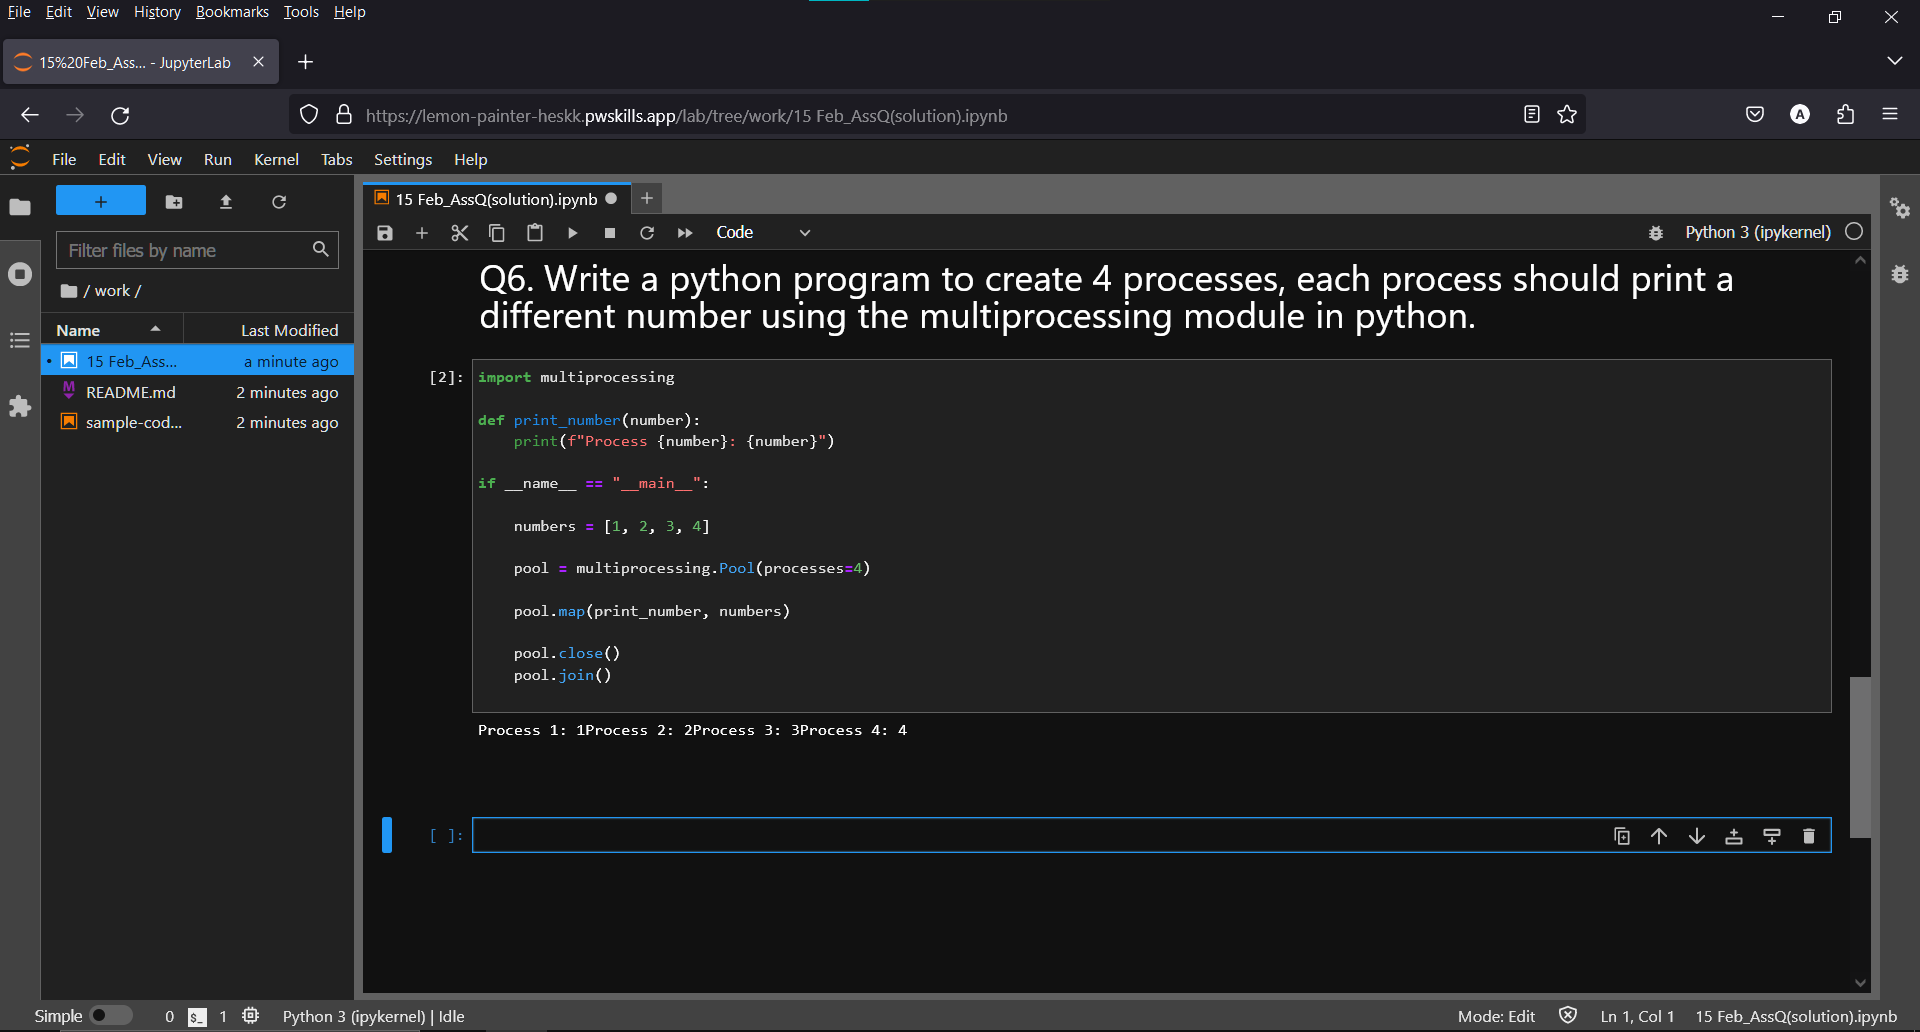 File Edit View History Bookmarks Tools Help
15%20Feb_Ass... - JupyterLab
https://lemon-painter-heskk.pwskills.app/lab/tree/work/15 Feb_AssQ(solution).ipynb
A
File Edit View Run Kernel Tabs Settings Help
15 Feb_AssQ(solution).ipynb
Filter files by name
/ work /
Name Last Modified
15 Feb_Ass... a minute ago
README.md 2 minutes ago
sample-cod... 2 minutes ago
Code
Python 3 (ipykernel)
Q6. Write a python program to create 4 processes, each process should print a
different number using the multiprocessing module in python.
[2]: import multiprocessing
def print_number(number):
    print(f"Process {number}: {number}")
if __name__ == "__main__":
    numbers = [1, 2, 3, 4]
    pool = multiprocessing.Pool(processes=4)
    pool.map(print_number, numbers)
    pool.close()
    pool.join()
Process 1: 1Process 2: 2Process 3: 3Process 4: 4
[ ]:
Simple 0 $_ 1 Python 3 (ipykernel) | Idle
Mode: Edit Ln 1, Col 1 15 Feb_AssQ(solution).ipynb